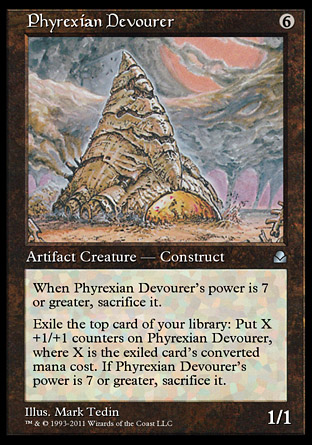 Phyrexian Devourer 6
Artifact Creature — Construct
When Phyrexian Devourer's power is 7
or greater, sacrifice it.
Exile the top card of your library: Put X
+1/+1 counters on Phyrexian Devourer,
where X is the exiled card's converted
mana cost. If Phyrexian Devourer's
power is 7 or greater, sacrifice it.
Illus. Mark Tedin
™ & © 1993-2011 Wizards of the Coast LLC
1/1